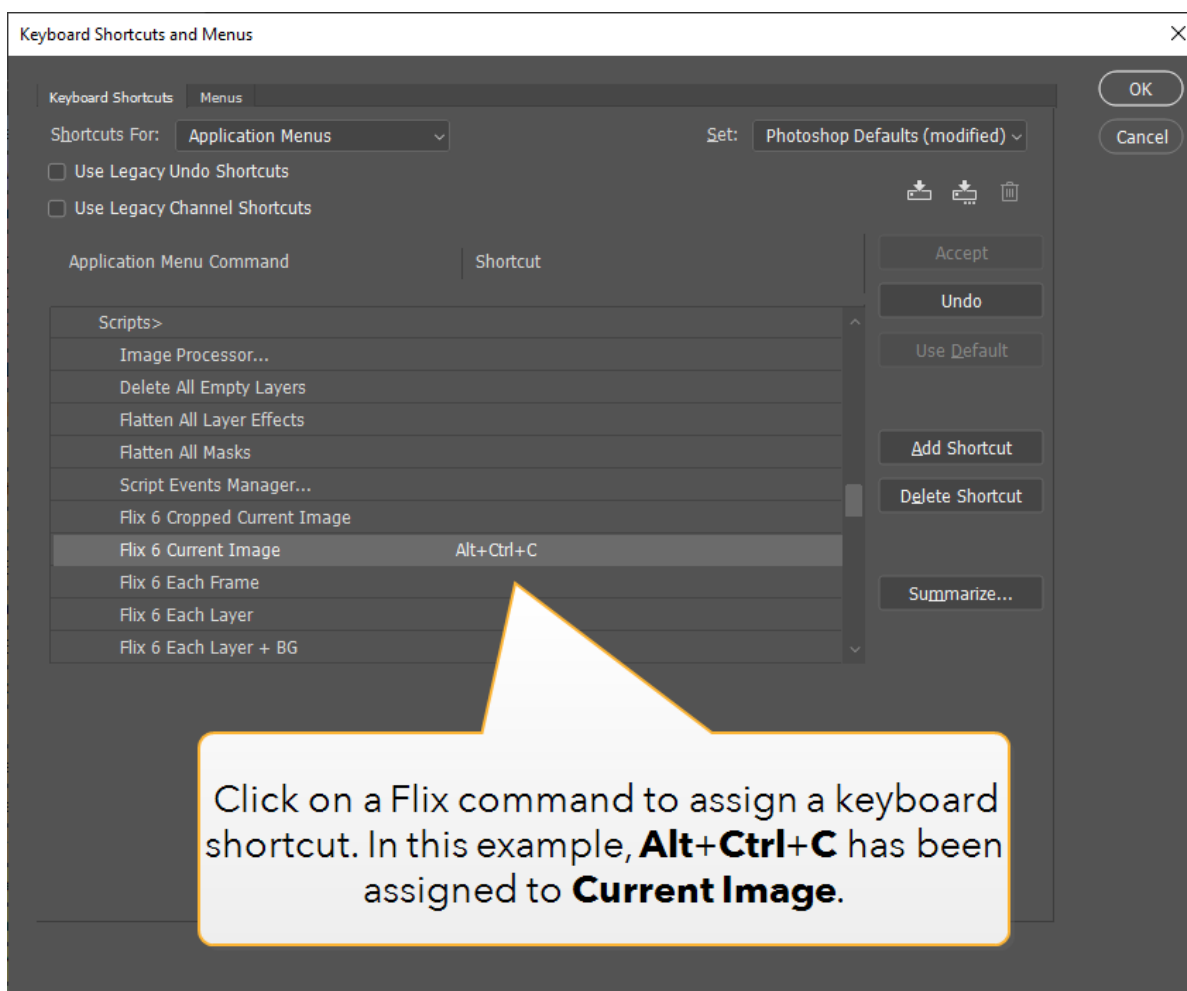 Keyboard Shortcuts and Menus
Keyboard Shortcuts Menus
OK
Shortcuts For: Application Menus Set: Photoshop Defaults (modified)
Cancel
Use Legacy Undo Shortcuts
Use Legacy Channel Shortcuts
Application Menu Command Shortcut
Accept
Undo
Scripts>
Image Processor...
Use Default
Delete All Empty Layers
Flatten All Layer Effects
Flatten All Masks
Add Shortcut
Script Events Manager...
Delete Shortcut
Flix 6 Cropped Current Image
Flix 6 Current Image Alt+Ctrl+C
Flix 6 Each Frame
Summarize...
Flix 6 Each Layer
Flix 6 Each Layer + BG
Click on a Flix command to assign a keyboard
shortcut. In this example, Alt+Ctrl+C has been
assigned to Current Image.